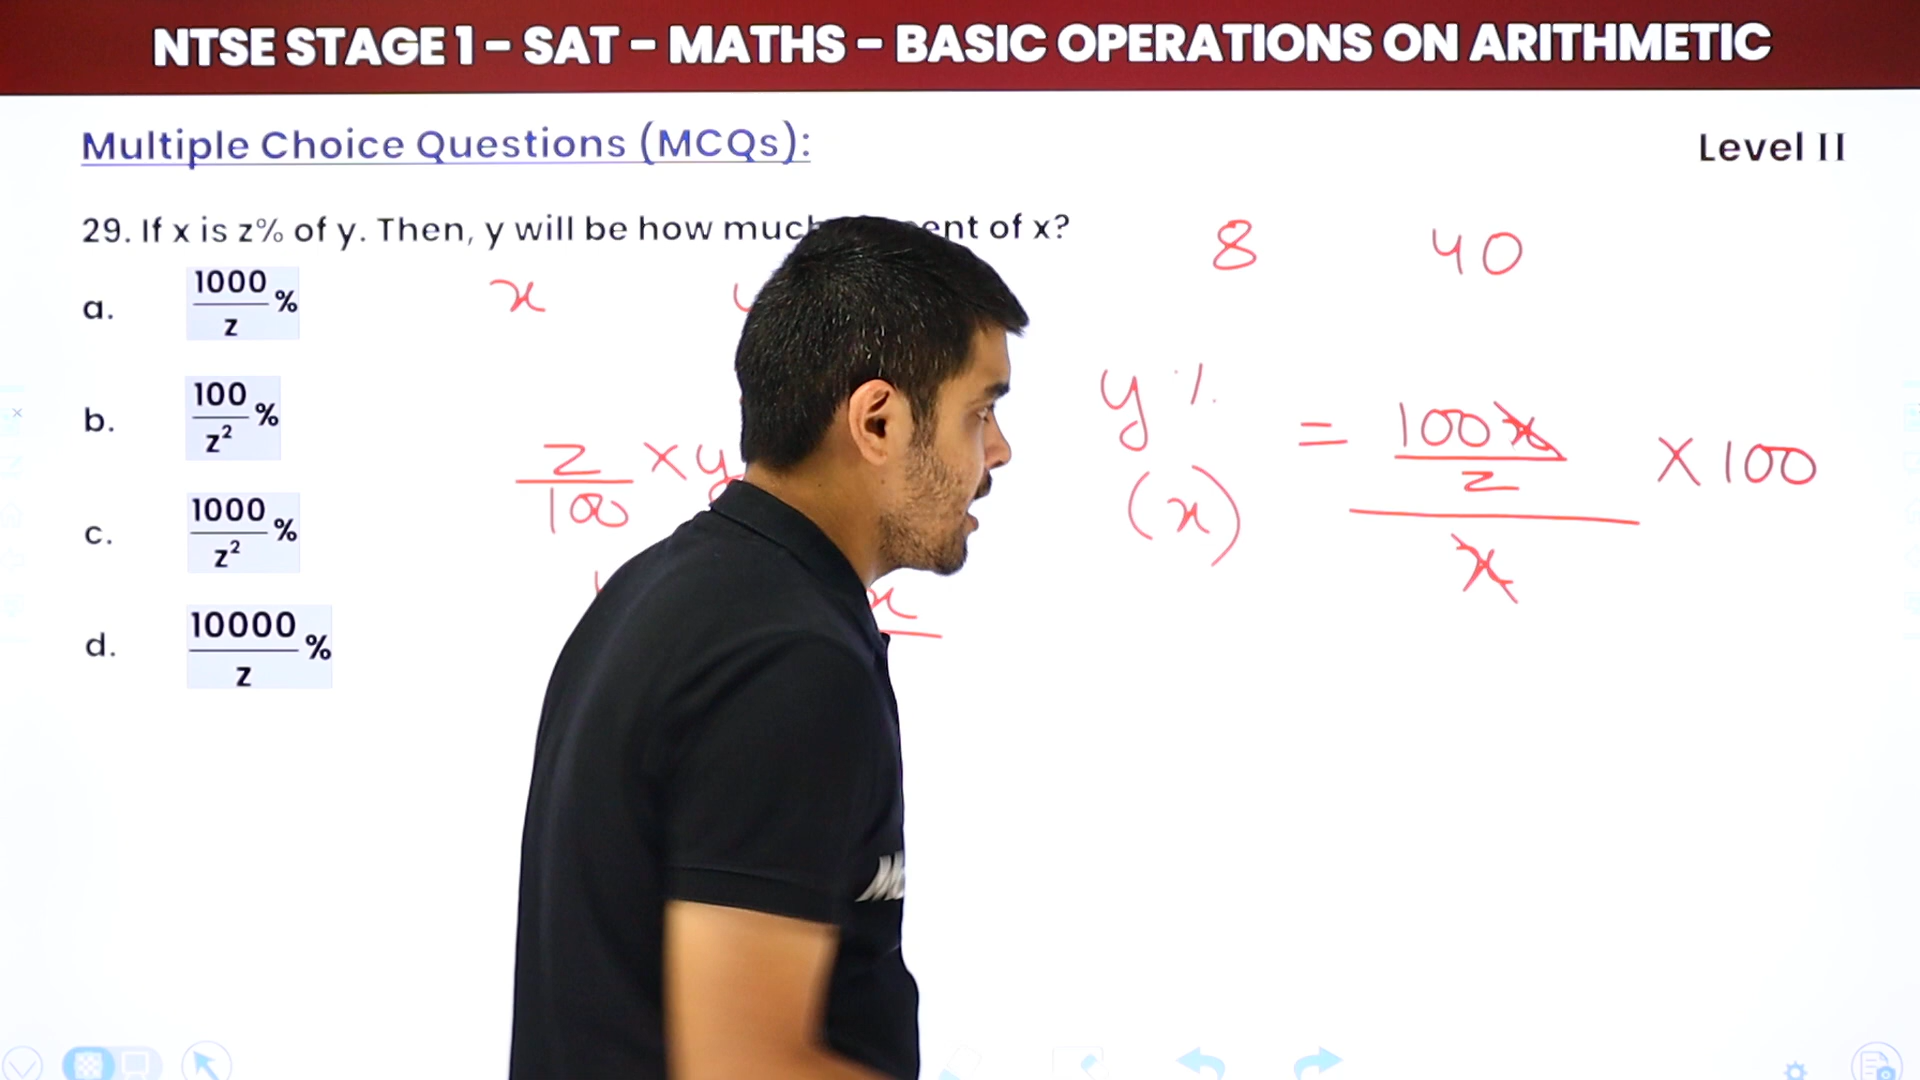 NTSE STAGE 1 – SAT – MATHS – BASIC OPERATIONS ON ARITHMETIC
Multiple Choice Questions (MCQs):
Level II
29. If x is z% of y. Then, y will be how much ent of x?
8 40
a. 1000/z %
x
b. 100/z² %
z/100 × y
y %
(x)
= (100x/z)/x × 100
c. 1000/z² %
x
d. 10000/z %